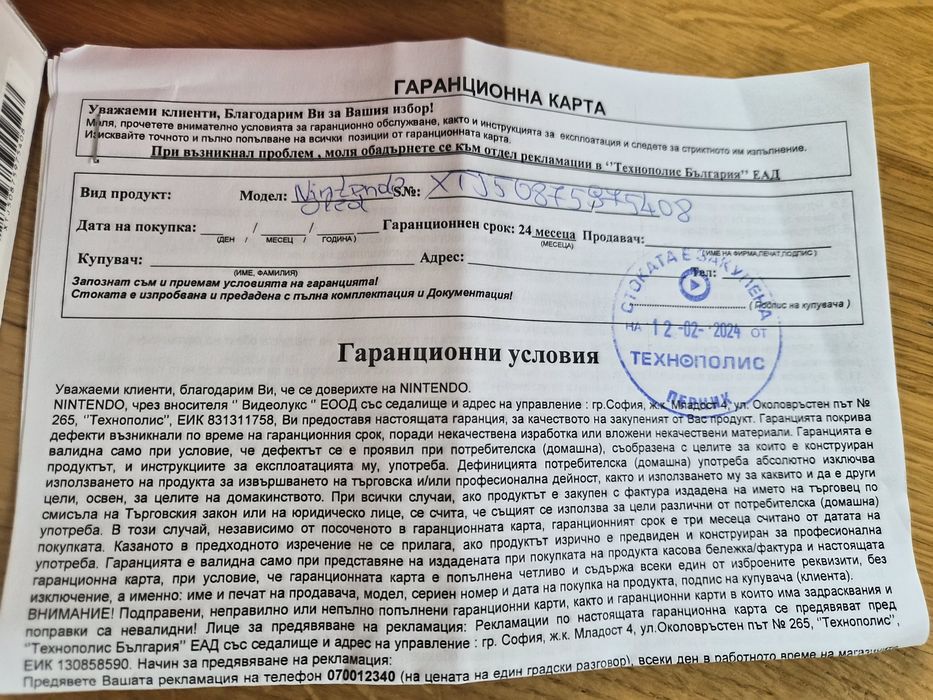 ГАРАНЦИОННА КАРТА
Уважаеми клиенти, Благодарим Ви за Вашия избор!
Моля, прочетете внимателно условията за гаранционно обслужване, както и инструкцията за експлоатация и следете за стриктното им изпълнение.
Изисквайте точното и пълно попълване на всички позиции от гаранционната карта.
При възникнал проблем , моля обадърнете се към отдел рекламации в "Технополис България" ЕАД
Вид продукт: Модел: Nintendo S№: XTJ50875975408
Oled
Дата на покупка: ___ / ___ / ___ Гаранционен срок: 24 месеца Продавач:
(ДЕН / МЕСЕЦ / ГОДИНА ) (МЕСЕЦА) (ИМЕ НА ФИРМА,ПЕЧАТ,ПОДПИС )
Купувач: Адрес: Тел:
(ИМЕ, ФАМИЛИЯ)
Запознат съм и приемам условията на гаранцията!
Стоката е изпробвана и предадена с пълна комплектация и Документация!
( Подпис на купувача )
СТОКАТА Е ЗАКУПЕНА
НА 12-02-2024 ОТ
ТЕХНОПОЛИС
ПЕРНИК
Гаранционни условия
Уважаеми клиенти, благодарим Ви, че се доверихте на NINTENDO.
NINTENDO, чрез вносителя " Видеолукс " ЕООД със седалище и адрес на управление : гр.София, ж.к. Младост 4, ул. Околовръстен път №
265, "Технополис", ЕИК 831311758, Ви предоставя настоящата гаранция, за качеството на закупеният от Вас продукт. Гаранцията покрива
дефекти възникнали по време на гаранционния срок, поради некачествена изработка или вложени некачествени материали. Гаранцията е
валидна само при условие, че дефектът се е проявил при потребителска (домашна), съобразена с целите за които е конструиран
продуктът, и инструкциите за експлоатацията му, употреба. Дефиницията потребителска (домашна) употреба абсолютно изключва
използването на продукта за извършването на търговска и/или професионална дейност, както и използването му за каквито и да е други
цели, освен, за целите на домакинството. При всички случаи, ако продуктът е закупен с фактура издадена на името на търговец по
смисъла на Търговския закон или на юридическо лице, се счита, че същият се използва за цели различни от потребителска (домашна)
употреба. В този случай, независимо от посоченото в гаранционната карта, гаранционният срок е три месеца считано от датата на
покупката. Казаното в предходното изречение не се прилага, ако продуктът изрично е предвиден и конструиран за професионална
употреба. Гаранцията е валидна само при представяне на издадената при покупката на продукта касова бележка/фактура и настоящата
гаранционна карта, при условие, че гаранционната карта е попълнена четливо и съдържа всеки един от изброените реквизити, без
изключение, а именно: име и печат на продавача, модел, сериен номер и дата на покупка на продукта, подпис на купувача (клиента).
ВНИМАНИЕ! Подправени, неправилно или непълно попълнени гаранционни карти, както и гаранционни карти в които има задрасквания и
поправки са невалидни! Лице за предявяване на рекламация: Рекламации по настоящата гаранционна карта се предявяват пред
"Технополис България" ЕАД със седалище и адрес на управление : гр. София, ж.к. Младост 4, ул.Околовръстен път № 265, "Технополис",
ЕИК 130858590. Начин за предявяване на рекламация:
Предявете Вашата рекламация на телефон 070012340 (на цената на един градски разговор), всеки ден в работното време на магазините